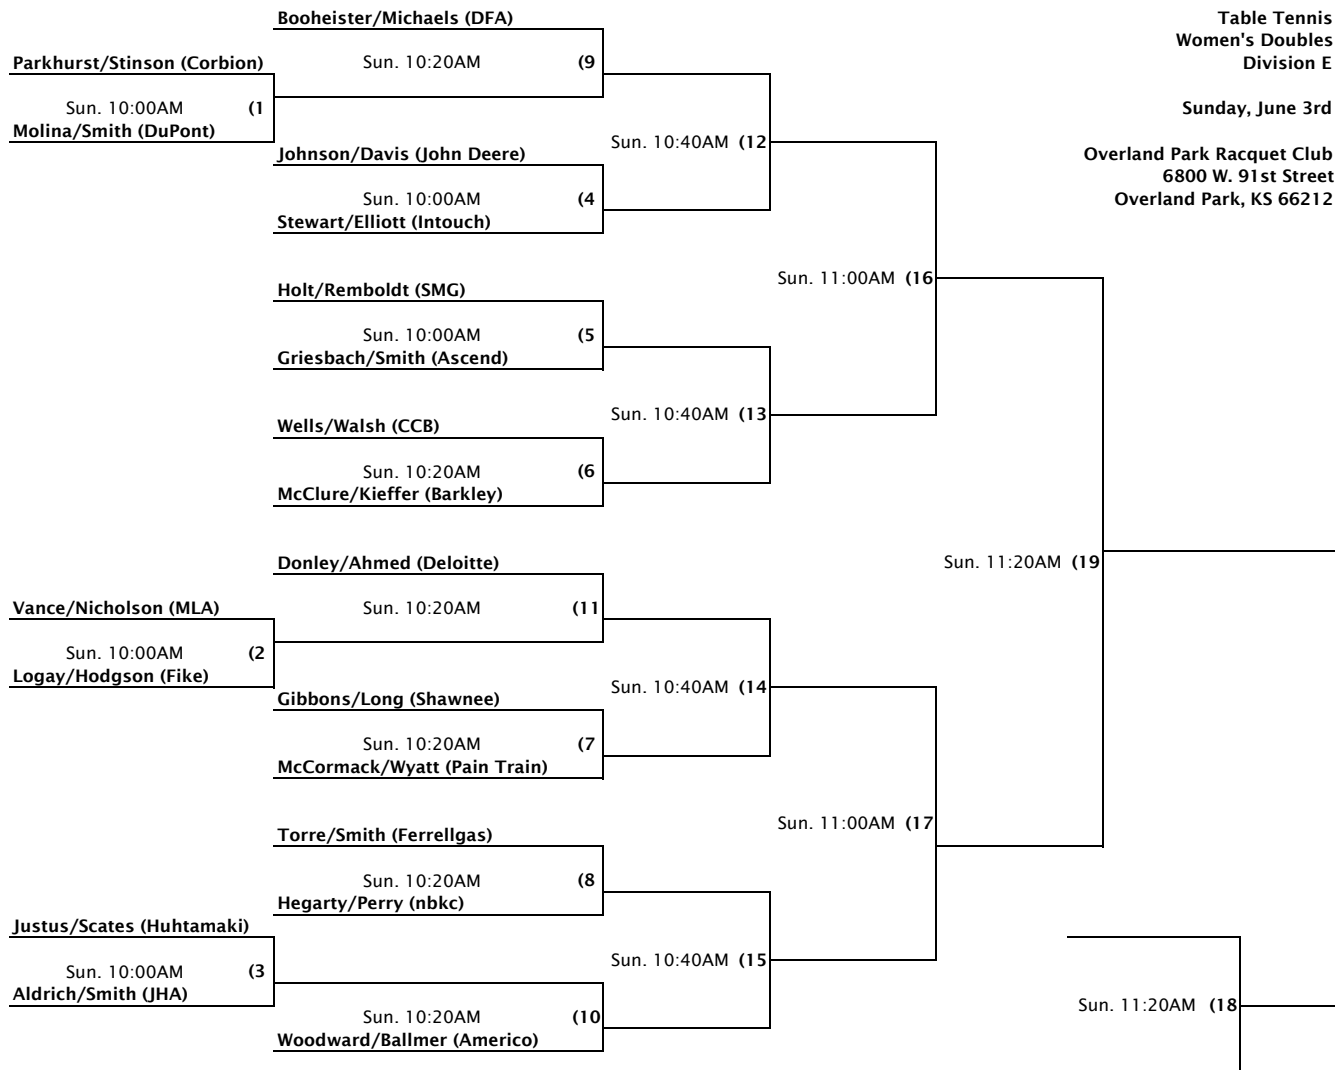 Booheister/Michaels (DFA)
Table Tennis
Women's Doubles
Parkhurst/Stinson (Corbion)
Sun. 10:20AM (9
Division E
Sun. 10:00AM (1
Sunday, June 3rd
Molina/Smith (DuPont)
Sun. 10:40AM (12
Johnson/Davis (John Deere)
Overland Park Racquet Club
6800 W. 91st Street
Sun. 10:00AM (4
Overland Park, KS 66212
Stewart/Elliott (Intouch)
Sun. 11:00AM (16
Holt/Remboldt (SMG)
Sun. 10:00AM (5
Griesbach/Smith (Ascend)
Sun. 10:40AM (13
Wells/Walsh (CCB)
Sun. 10:20AM (6
McClure/Kieffer (Barkley)
Donley/Ahmed (Deloitte)
Sun. 11:20AM (19
Vance/Nicholson (MLA)
Sun. 10:20AM (11
Sun. 10:00AM (2
Logay/Hodgson (Fike)
Sun. 10:40AM (14
Gibbons/Long (Shawnee)
Sun. 10:20AM (7
McCormack/Wyatt (Pain Train)
Sun. 11:00AM (17
Torre/Smith (Ferrellgas)
Sun. 10:20AM (8
Hegarty/Perry (nbkc)
Justus/Scates (Huhtamaki)
Sun. 10:40AM (15
Sun. 10:00AM (3
Aldrich/Smith (JHA)
Sun. 11:20AM (18
Sun. 10:20AM (10
Woodward/Ballmer (Americo)